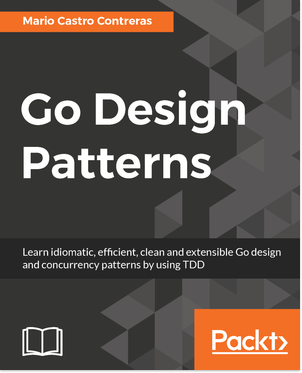 Mario Castro Contreras
Go Design
Patterns
Learn idiomatic, efficient, clean and extensible Go design
and concurrency patterns by using TDD
Packt>